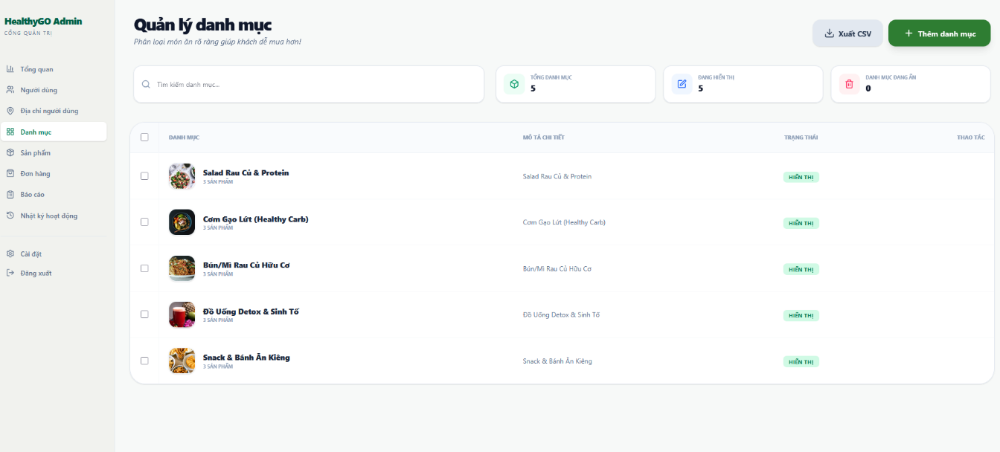 HealthyGO Admin
CỔNG QUẢN TRỊ
Tổng quan
Người dùng
Địa chỉ người dùng
Danh mục
Sản phẩm
Đơn hàng
Báo cáo
Nhật ký hoạt động
Cài đặt
Đăng xuất
Quản lý danh mục
Phân loại món ăn rõ ràng giúp khách dễ mua hơn!
Xuất CSV
Thêm danh mục
Tìm kiếm danh mục...
TỔNG DANH MỤC
5
ĐANG HIỂN THỊ
5
DANH MỤC ĐANG ẨN
0
DANH MỤC MÔ TẢ CHI TIẾT TRẠNG THÁI THAO TÁC
Salad Rau Củ & Protein
3 SẢN PHẨM
Salad Rau Củ & Protein
HIỂN THỊ
Cơm Gạo Lứt (Healthy Carb)
3 SẢN PHẨM
Cơm Gạo Lứt (Healthy Carb)
HIỂN THỊ
Bún/Mì Rau Củ Hữu Cơ
3 SẢN PHẨM
Bún/Mì Rau Củ Hữu Cơ
HIỂN THỊ
Đồ Uống Detox & Sinh Tố
3 SẢN PHẨM
Đồ Uống Detox & Sinh Tố
HIỂN THỊ
Snack & Bánh Ăn Kiêng
3 SẢN PHẨM
Snack & Bánh Ăn Kiêng
HIỂN THỊ